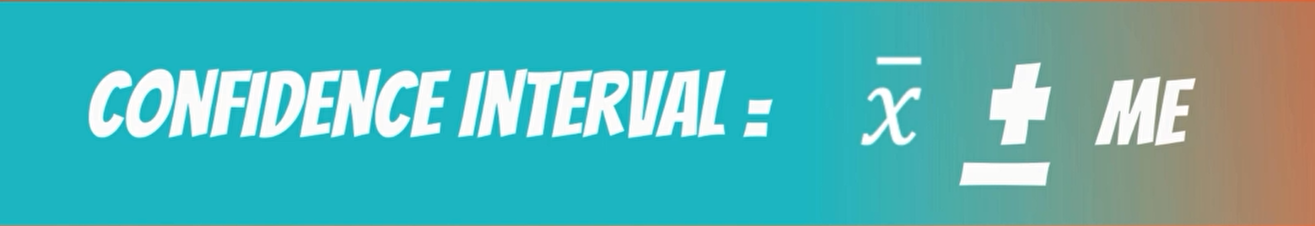 CONFIDENCE INTERVAL = x̄ ± ME